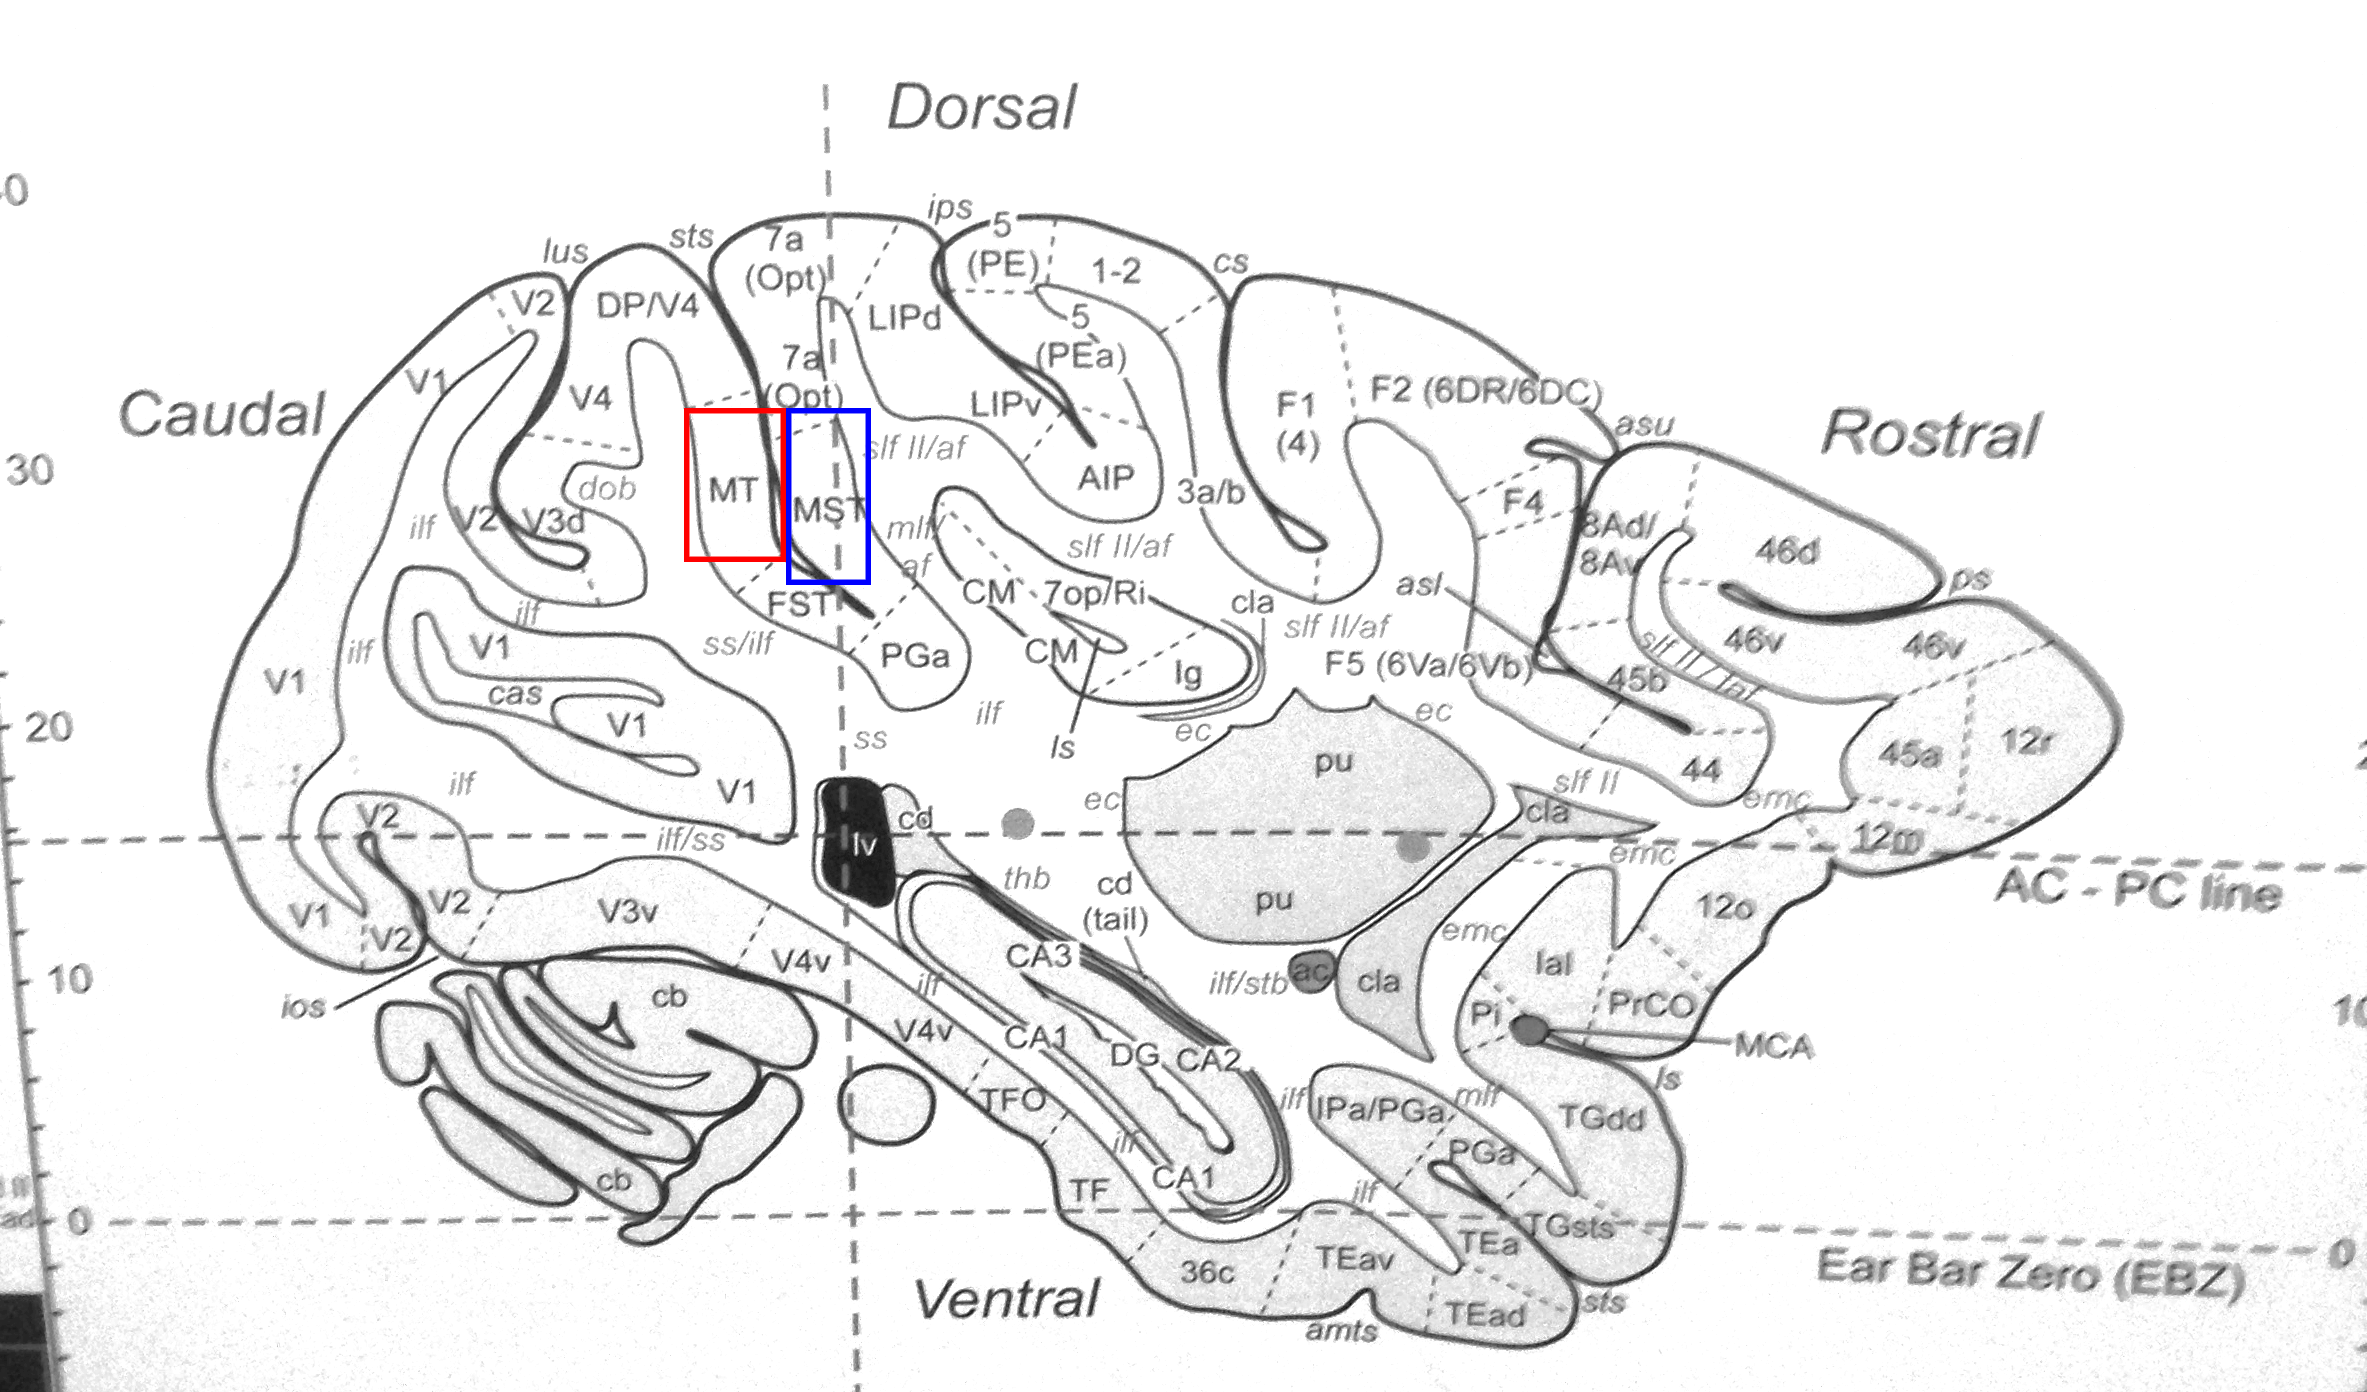 Dorsal
40
ips
5
sts
7a
(Opt)
(PE)
1-2
cs
lus
V2
DP/V4
LIPd
5
(PEa)
7a
(Opt)
V1
V4
LIPv
F1
(4)
F2 (6DR/6DC)
asu
Caudal
Rostral
slf II/af
30
dob
MT
MST
AIP
3a/b
F4
8Ad/
8Av
46d
ilf
V2
V3d
mlf/
af
slf II/af
ps
FST
CM
7op/Ri
cla
asl
ilf
ilf
V1
ss/ilf
PGa
CM
Ig
slf II/af
F5 (6Va/6Vb)
45b
slf II / Iaf
46v
46v
V1
cas
V1
ilf
ls
ec
ec
20
ss
pu
45a
12r
ilf
V1
ec
slf II
44
emc
V2
cd
cla
ilf/ss
lv
emc
12m
thb
cd
(tail)
AC - PC line
V1
V2
V2
V3v
pu
emc
12o
V4v
CA3
ilf/stb
ac
cla
Ial
10
ios
cb
ilf
Pi
PrCO
10
V4v
CA1
DG
CA2
MCA
ls
TFO
ilf
IPa/PGa
mlf
TGdd
ilf
PGa
cb
TF
CA1
ilf
0
TGsts
TEa
0
36c
TEav
Ear Bar Zero (EBZ)
Ventral
amts
TEad
sts